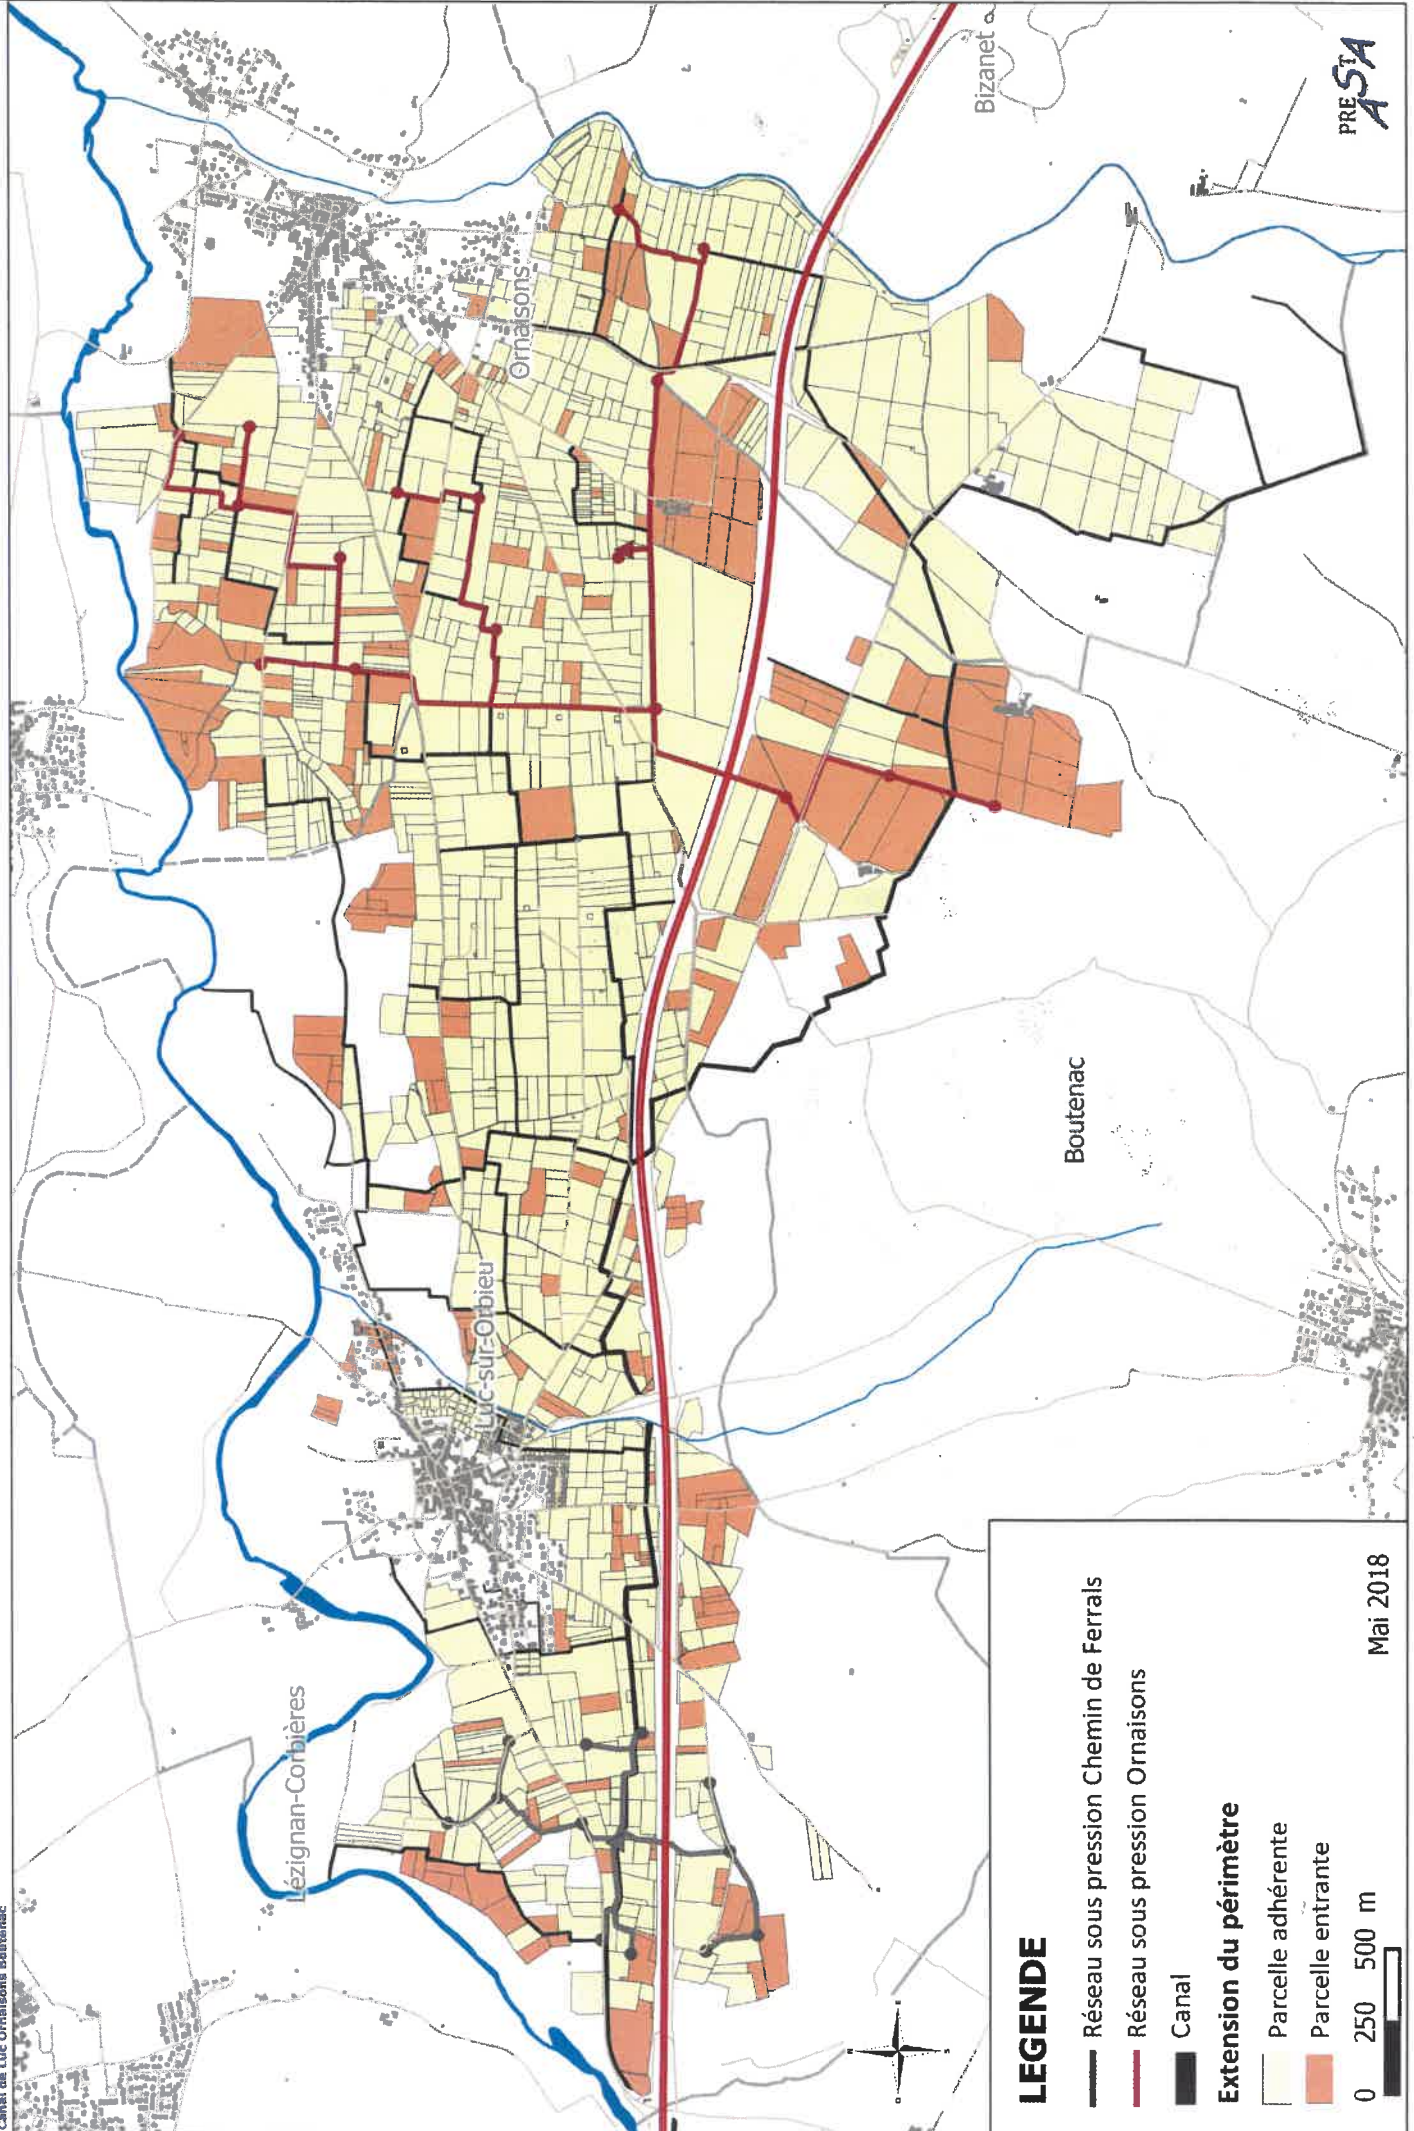 Canal de Luc Ornaisons Boutenac
Lézignan-Corbières
Luc-sur-Orbieu
Ornaisons
Boutenac
Bizanet
LEGENDE
Réseau sous pression Chemin de Ferrals
Réseau sous pression Ornaisons
Canal
Extension du périmètre
Parcelle adhérente
Parcelle entrante
0 250 500 m
Mai 2018
PRESTA
ASA